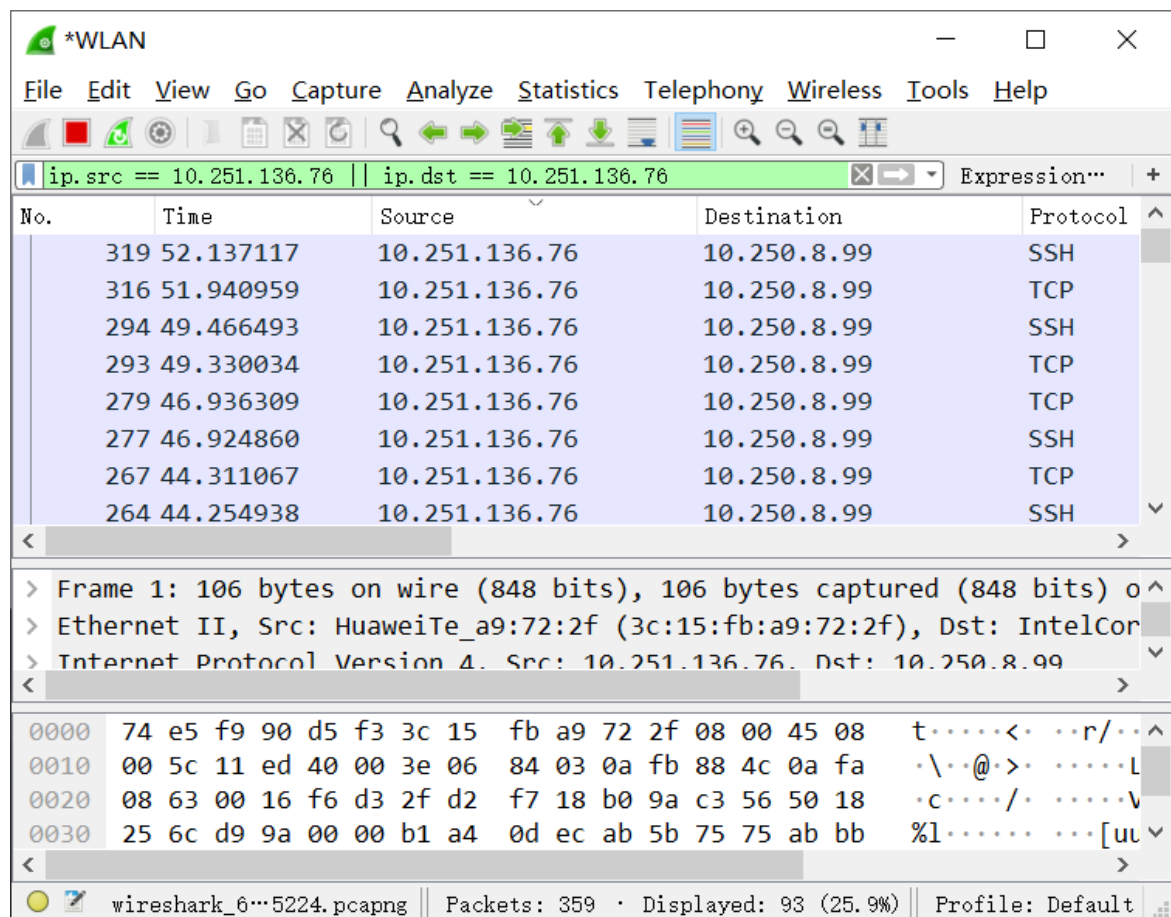 *WLAN
File Edit View Go Capture Analyze Statistics Telephony Wireless Tools Help
ip.src == 10.251.136.76 || ip.dst == 10.251.136.76 Expression… +
No. Time Source Destination Protocol
319 52.137117 10.251.136.76 10.250.8.99 SSH
316 51.940959 10.251.136.76 10.250.8.99 TCP
294 49.466493 10.251.136.76 10.250.8.99 SSH
293 49.330034 10.251.136.76 10.250.8.99 TCP
279 46.936309 10.251.136.76 10.250.8.99 TCP
277 46.924860 10.251.136.76 10.250.8.99 SSH
267 44.311067 10.251.136.76 10.250.8.99 TCP
264 44.254938 10.251.136.76 10.250.8.99 SSH
> Frame 1: 106 bytes on wire (848 bits), 106 bytes captured (848 bits) o
> Ethernet II, Src: HuaweiTe_a9:72:2f (3c:15:fb:a9:72:2f), Dst: IntelCor
> Internet Protocol Version 4, Src: 10.251.136.76, Dst: 10.250.8.99
0000 74 e5 f9 90 d5 f3 3c 15 fb a9 72 2f 08 00 45 08 t·····<· ··r/··
0010 00 5c 11 ed 40 00 3e 06 84 03 0a fb 88 4c 0a fa ·\··@·>· ·····L
0020 08 63 00 16 f6 d3 2f d2 f7 18 b0 9a c3 56 50 18 ·c····/· ·····V
0030 25 6c d9 9a 00 00 b1 a4 0d ec ab 5b 75 75 ab bb %l······ ···[uu
wireshark_6…5224.pcapng Packets: 359 · Displayed: 93 (25.9%) Profile: Default